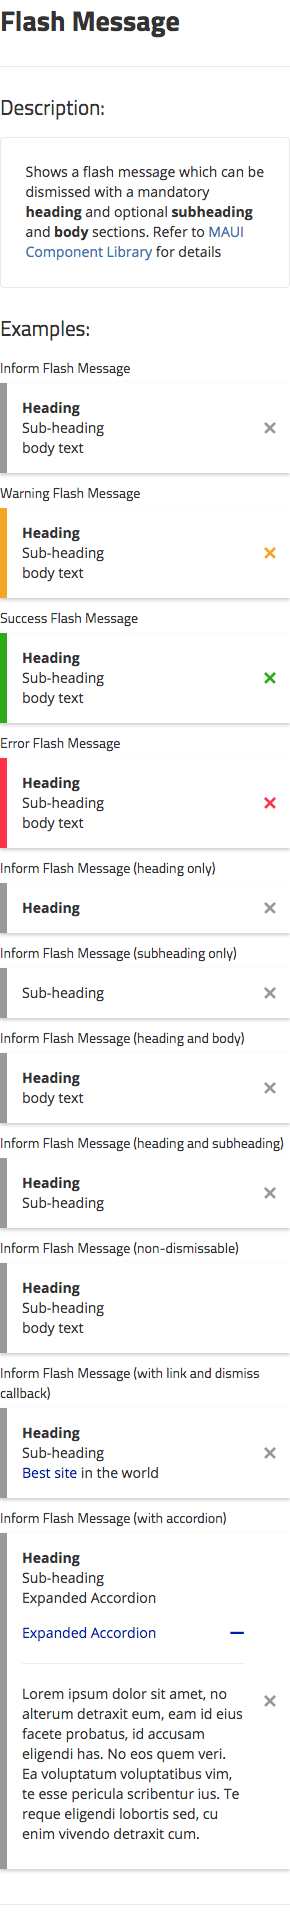 Flash Message
Description:
Shows a flash message which can be
dismissed with a mandatory
heading and optional subheading
and body sections. Refer to MAUI
Component Library for details
Examples:
Inform Flash Message
Heading
Sub-heading
body text
Warning Flash Message
Heading
Sub-heading
body text
Success Flash Message
Heading
Sub-heading
body text
Error Flash Message
Heading
Sub-heading
body text
Inform Flash Message (heading only)
Heading
Inform Flash Message (subheading only)
Sub-heading
Inform Flash Message (heading and body)
Heading
body text
Inform Flash Message (heading and subheading)
Heading
Sub-heading
Inform Flash Message (non-dismissable)
Heading
Sub-heading
body text
Inform Flash Message (with link and dismiss
callback)
Heading
Sub-heading
Best site in the world
Inform Flash Message (with accordion)
Heading
Sub-heading
Expanded Accordion
Expanded Accordion
Lorem ipsum dolor sit amet, no
alterum detraxit eum, eam id eius
facete probatus, id accusam
eligendi has. No eos quem veri.
Ea voluptatum voluptatibus vim,
te esse pericula scribentur ius. Te
reque eligendi lobortis sed, cu
enim vivendo detraxit cum.